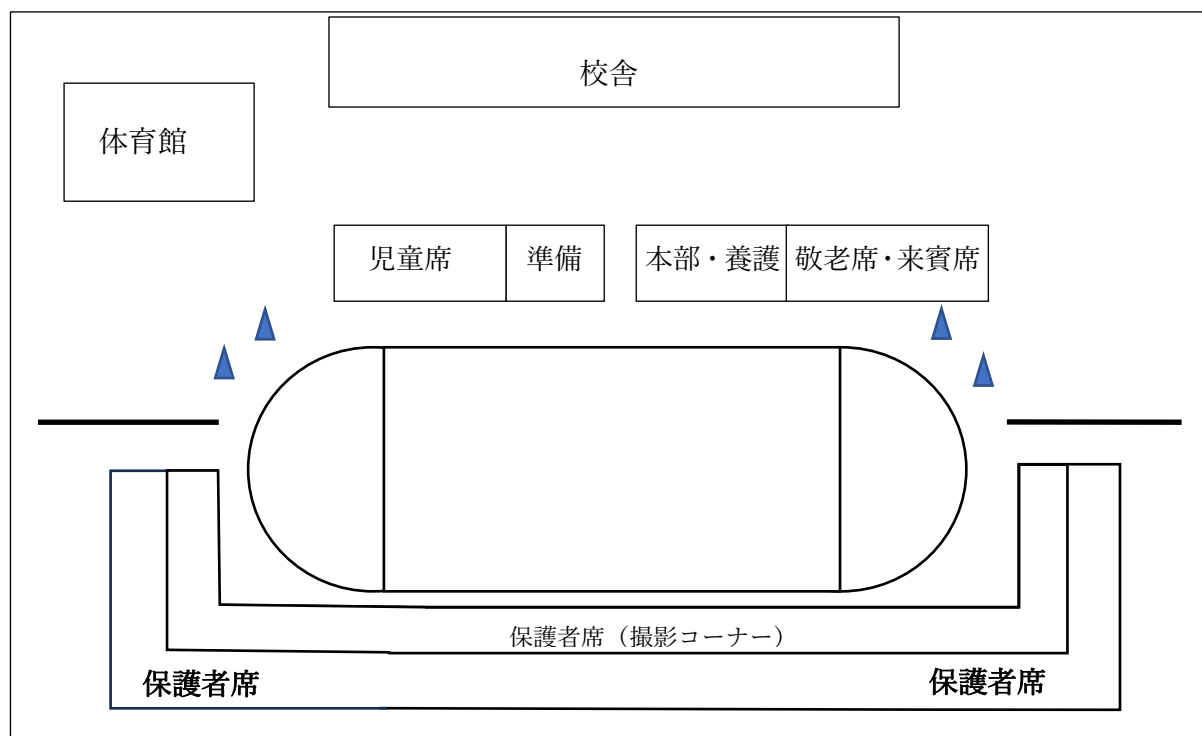 校舎
体育館
児童席
準備
本部・養護
敬老席・来賓席
保護者席（撮影コーナー）
保護者席
保護者席